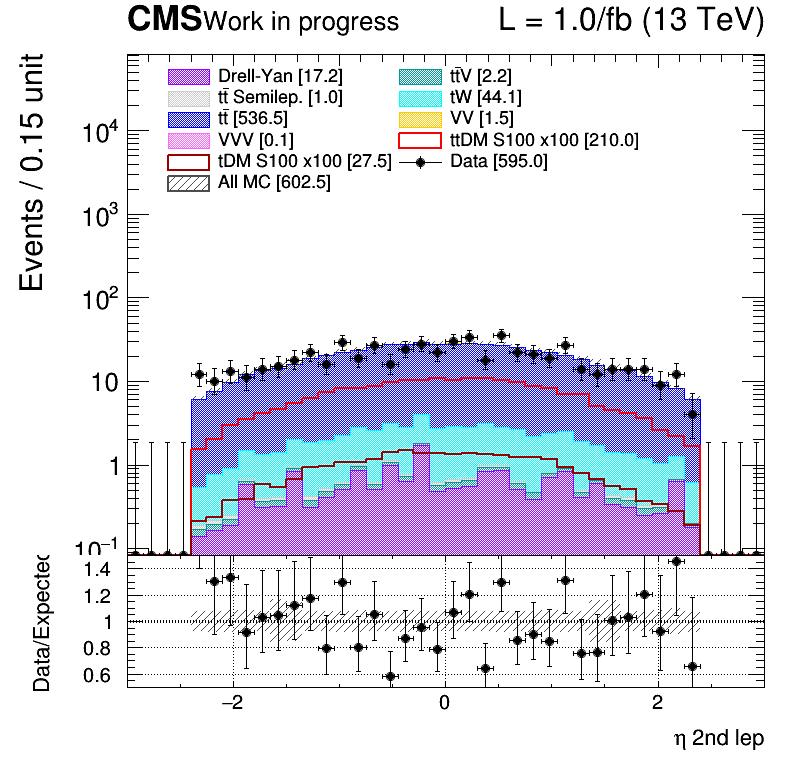 CMS Work in progress L = 1.0/fb (13 TeV)
Events / 0.15 unit
Drell-Yan [17.2] tt̄V [2.2]
tt̄ Semilep. [1.0] tW [44.1]
tt̄ [536.5] VV [1.5]
VVV [0.1] ttDM S100 x100 [210.0]
tDM S100 x100 [27.5] Data [595.0]
All MC [602.5]
10⁴
10³
10²
10
1
10⁻¹
Data/Expected
1.4
1.2
1
0.8
0.6
−2 0 2
η 2nd lep